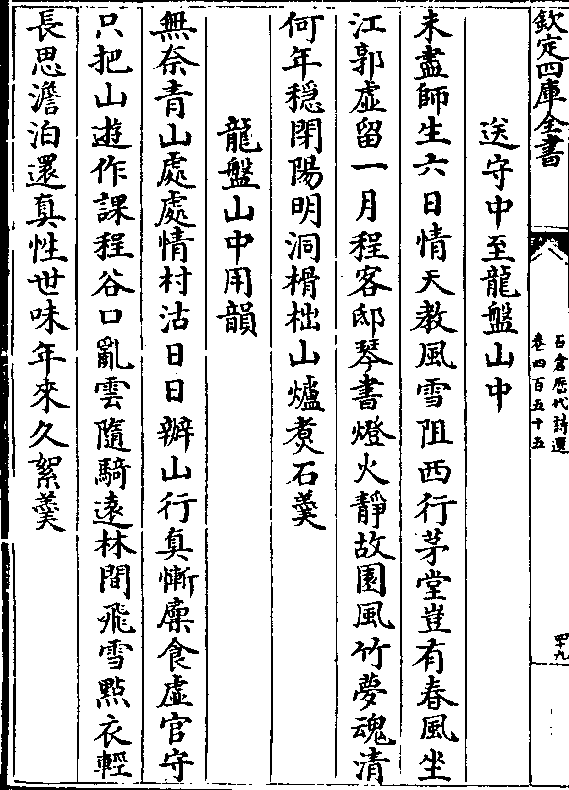 欽定四庫全書
石倉歷代詩選
卷四百五十五
四十九
送守中至龍盤山中
未盡師生六日情天教風雪阻西行茅堂豈有春風坐
江郭虛留一月程客邸琴書燈火靜故園風竹夢魂清
何年穩閉陽明洞榾柮山爐煑石羹
龍盤山中用韻
無奈青山處處情村沽日日辦山行真慚廪食虛官守
只把山遊作課程谷口亂雲隨騎遠林間飛雪點衣輕
長思澹泊還真性世味年來久絮羹